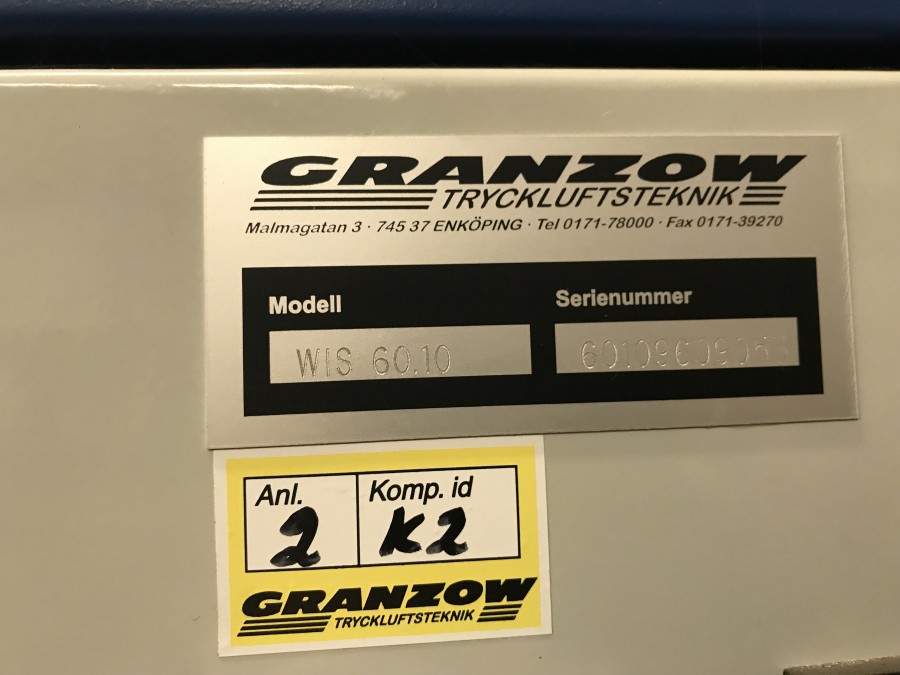 GRANZOW
TRYCKLUFTSTEKNIK
Malmagatan 3 · 745 37 ENKÖPING · Tel 0171-78000 · Fax 0171-39270
Modell
Serienummer
WIS 60.10
Anl.
Komp. id
2
K2
GRANZOW
TRYCKLUFTSTEKNIK